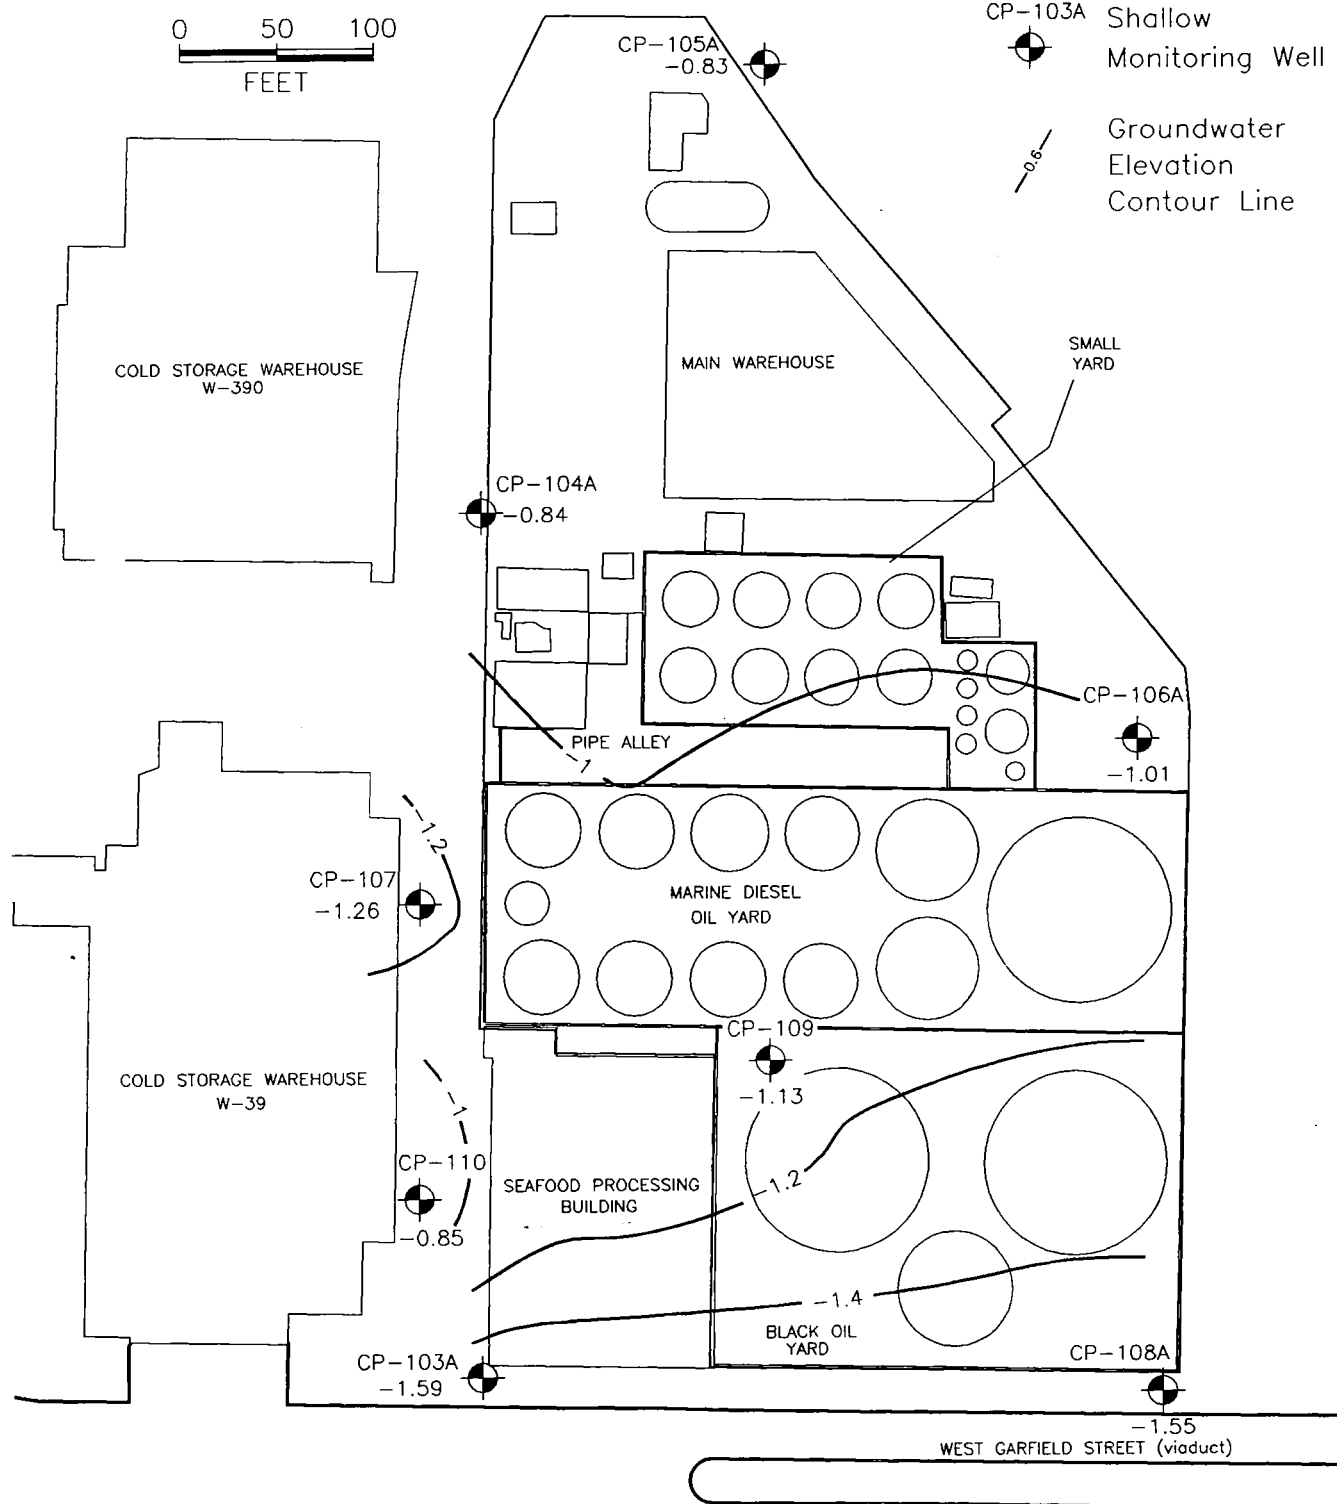 0 50 100
FEET
CP-103A Shallow
Monitoring Well
CP-105A
-0.83
Groundwater
Elevation
Contour Line
0.6
COLD STORAGE WAREHOUSE
W-390
MAIN WAREHOUSE
SMALL
YARD
CP-104A
-0.84
CP-106A
-1.01
PIPE ALLEY
-1
-1.2
CP-107
-1.26
MARINE DIESEL
OIL YARD
CP-109
-1.13
COLD STORAGE WAREHOUSE
W-39
-1
CP-110
-0.85
SEAFOOD PROCESSING
BUILDING
-1.2
-1.4
BLACK OIL
YARD
CP-103A
-1.59
CP-108A
-1.55
WEST GARFIELD STREET (viaduct)